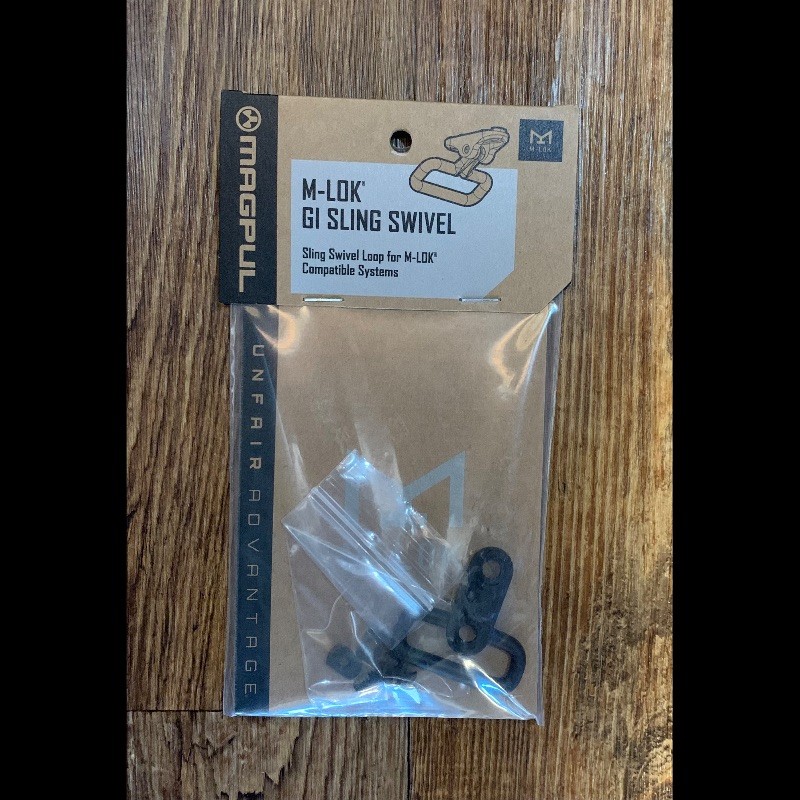 MAGPUL
M-LOK
M-LOK®
GI SLING SWIVEL
Sling Swivel Loop for M-LOK®
Compatible Systems
UNFAIR ADVANTAGE